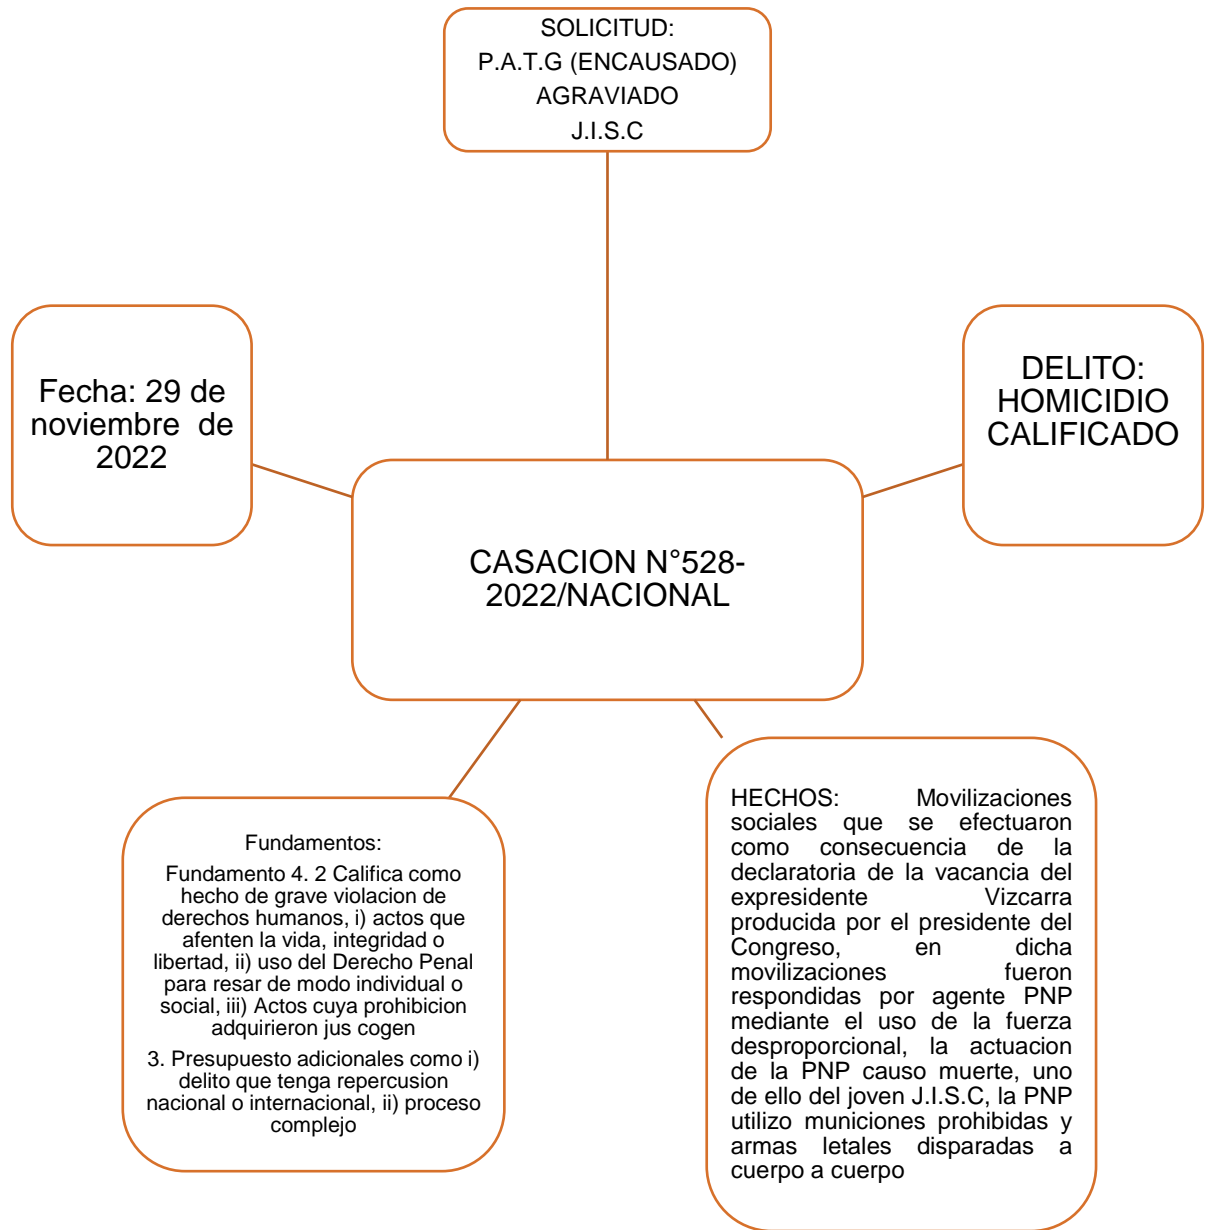 SOLICITUD:
P.A.T.G (ENCAUSADO)
AGRAVIADO
J.I.S.C
Fecha: 29 de
noviembre de
2022
DELITO:
HOMICIDIO
CALIFICADO
CASACION N°528-
2022/NACIONAL
Fundamentos:
Fundamento 4. 2 Califica como
hecho de grave violacion de
derechos humanos, i) actos que
afenten la vida, integridad o
libertad, ii) uso del Derecho Penal
para resar de modo individual o
social, iii) Actos cuya prohibicion
adquirieron jus cogen
3. Presupuesto adicionales como i)
delito que tenga repercusion
nacional o internacional, ii) proceso
complejo
HECHOS: Movilizaciones
sociales que se efectuaron
como consecuencia de la
declaratoria de la vacancia del
expresidente Vizcarra
producida por el presidente del
Congreso, en dicha
movilizaciones fueron
respondidas por agente PNP
mediante el uso de la fuerza
desproporcional, la actuacion
de la PNP causo muerte, uno
de ello del joven J.I.S.C, la PNP
utilizo municiones prohibidas y
armas letales disparadas a
cuerpo a cuerpo